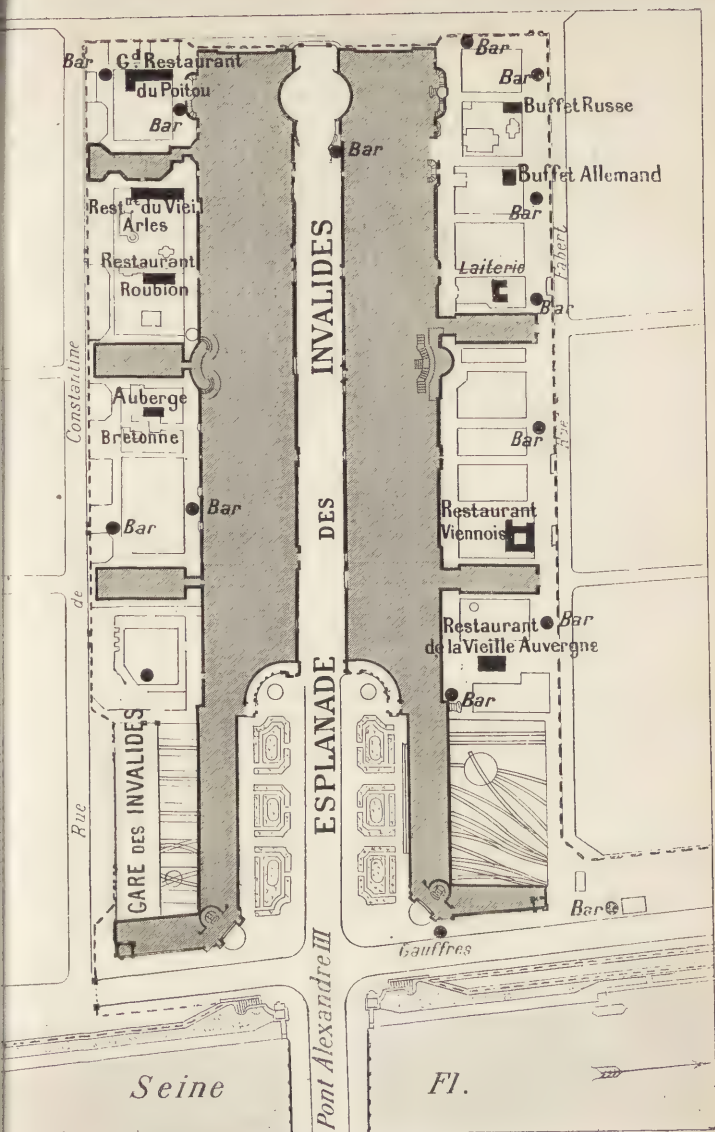 Bar
Bar
Gd. Restaurant
du Poitou
Bar
Bar
Bar
Buffet Russe
Buffet Allemand
Bar
Restnt. du Vieil
Arles
Restaurant
Roubion
Laiterie
Bar
Auberge
Bretonne
Bar
Bar
Bar
Restaurant
Viennois
Bar
Restaurant
de la Vieille Auvergne
Bar
ESPLANADE DES INVALIDES
GARE DES INVALIDES
Rue de Constantine
Rue Fabert
Bar
Gauffres
Pont Alexandre III
Seine Fl.